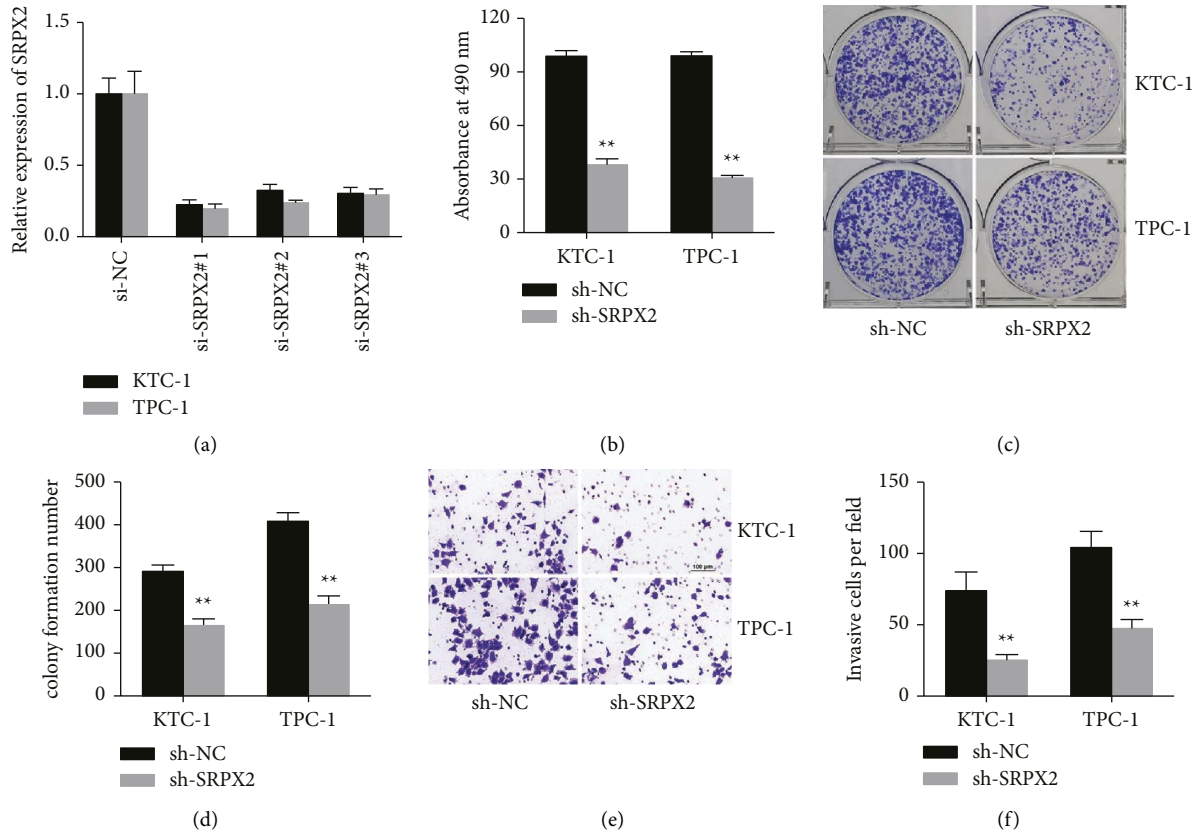 Relative expression of SRPX2
1.5
1.0
0.5
0.0
si-NC
si-SRPX2#1
si-SRPX2#2
si-SRPX2#3
KTC-1
TPC-1
(a)
Absorbance at 490 nm
120
90
60
30
0
**
**
KTC-1
TPC-1
sh-NC
sh-SRPX2
(b)
KTC-1
TPC-1
sh-NC
sh-SRPX2
(c)
colony formation number
500
400
300
200
100
0
**
**
KTC-1
TPC-1
sh-NC
sh-SRPX2
(d)
KTC-1
100 μm
TPC-1
sh-NC
sh-SRPX2
(e)
Invasive cells per field
150
100
50
0
**
**
KTC-1
TPC-1
sh-NC
sh-SRPX2
(f)